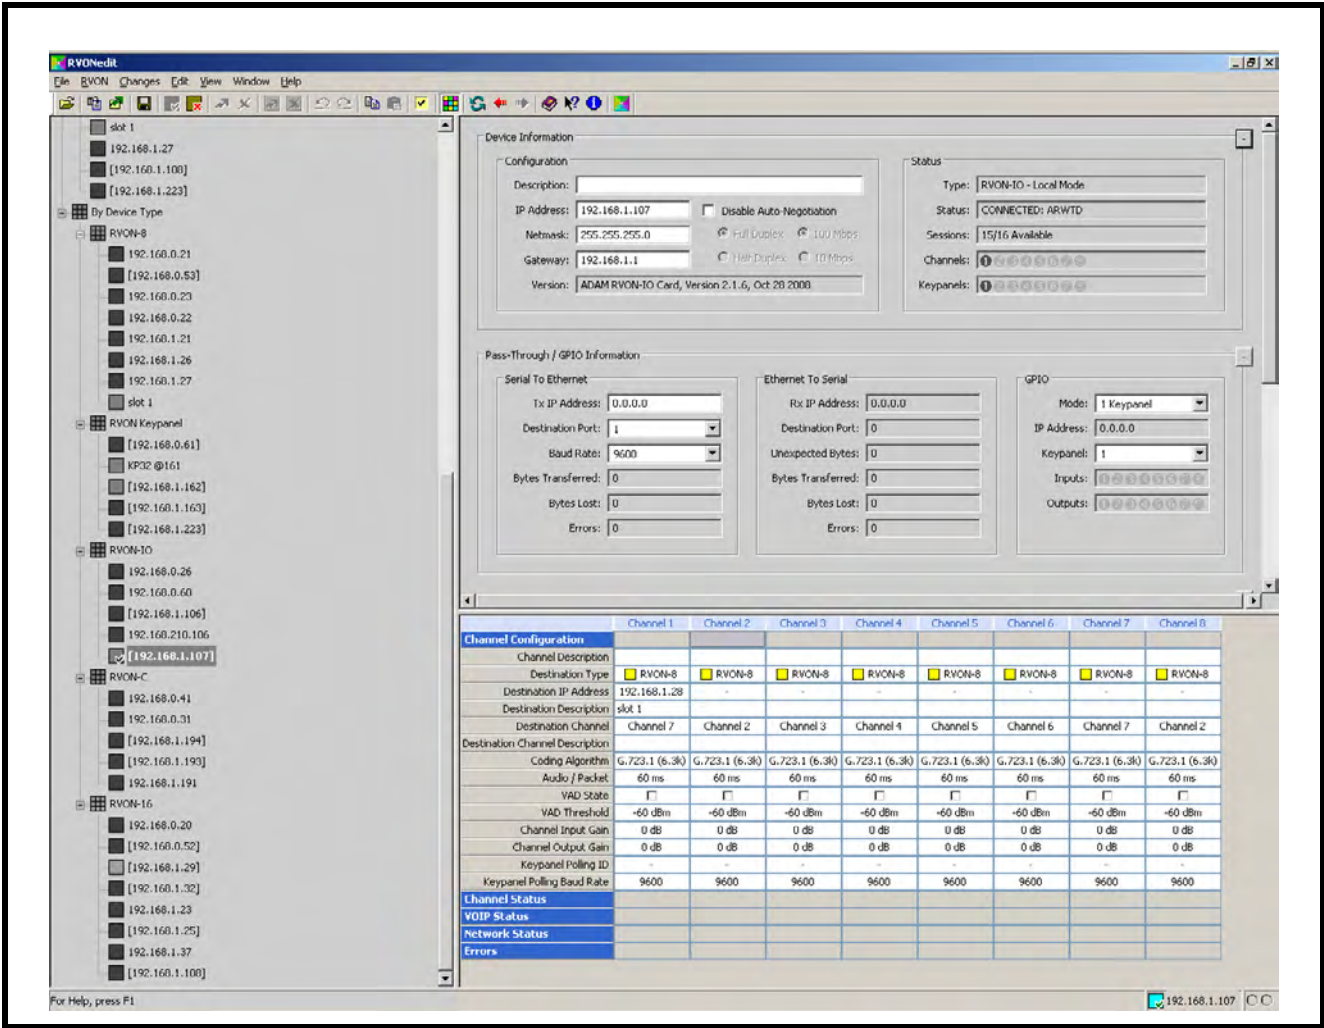 RVONedit
File RVON Changes Edit View Window Help
slot 1
192.168.1.27
[192.168.1.108]
[192.168.1.223]
By Device Type
RVON-8
192.168.0.21
[192.168.0.53]
192.168.0.23
192.168.0.22
192.168.1.21
192.168.1.26
192.168.1.27
slot 1
RVON Keypanel
[192.168.0.61]
KP32 @161
[192.168.1.162]
[192.168.1.163]
[192.168.1.223]
RVON-IO
192.168.0.26
192.168.0.60
[192.168.1.106]
192.168.210.106
[192.168.1.107]
RVON-C
192.168.0.41
192.168.0.31
[192.168.1.194]
[192.168.1.193]
192.168.1.191
RVON-16
192.168.0.20
[192.168.0.52]
[192.168.1.29]
[192.168.1.32]
192.168.1.23
[192.168.1.25]
192.168.1.37
[192.168.1.108]
Device Information
Configuration
Description:
IP Address: 192.168.1.107 Disable Auto-Negotiation
Netmask: 255.255.255.0 Full Duplex 100 Mbps
Gateway: 192.168.1.1 Half Duplex 10 Mbps
Version: ADAM RVON-IO Card, Version 2.1.6, Oct 28 2008
Status
Type: RVON-IO - Local Mode
Status: CONNECTED: ARWTD
Sessions: 15/16 Available
Channels: 1
Keypanels: 1
Pass-Through / GPIO Information
Serial To Ethernet
Tx IP Address: 0.0.0.0
Destination Port: 1
Baud Rate: 9600
Bytes Transferred: 0
Bytes Lost: 0
Errors: 0
Ethernet To Serial
Rx IP Address: 0.0.0.0
Destination Port: 0
Unexpected Bytes: 0
Bytes Transferred: 0
Bytes Lost: 0
Errors: 0
GPIO
Mode: 1 Keypanel
IP Address: 0.0.0.0
Keypanel: 1
Inputs:
Outputs:
Channel 1 Channel 2 Channel 3 Channel 4 Channel 5 Channel 6 Channel 7 Channel 8
Channel Configuration
Channel Description
Destination Type RVON-8 RVON-8 RVON-8 RVON-8 RVON-8 RVON-8 RVON-8 RVON-8
Destination IP Address 192.168.1.28 - - - - - - -
Destination Description slot 1
Destination Channel Channel 7 Channel 2 Channel 3 Channel 4 Channel 5 Channel 6 Channel 7 Channel 2
Destination Channel Description
Coding Algorithm G.723.1 (6.3k) G.723.1 (6.3k) G.723.1 (6.3k) G.723.1 (6.3k) G.723.1 (6.3k) G.723.1 (6.3k) G.723.1 (6.3k) G.723.1 (6.3k)
Audio / Packet 60 ms 60 ms 60 ms 60 ms 60 ms 60 ms 60 ms 60 ms
VAD State
VAD Threshold -60 dBm -60 dBm -60 dBm -60 dBm -60 dBm -60 dBm -60 dBm -60 dBm
Channel Input Gain 0 dB 0 dB 0 dB 0 dB 0 dB 0 dB 0 dB 0 dB
Channel Output Gain 0 dB 0 dB 0 dB 0 dB 0 dB 0 dB 0 dB 0 dB
Keypanel Polling ID - - - - - - - -
Keypanel Polling Baud Rate 9600 9600 9600 9600 9600 9600 9600 9600
Channel Status
VOIP Status
Network Status
Errors
For Help, press F1
192.168.1.107